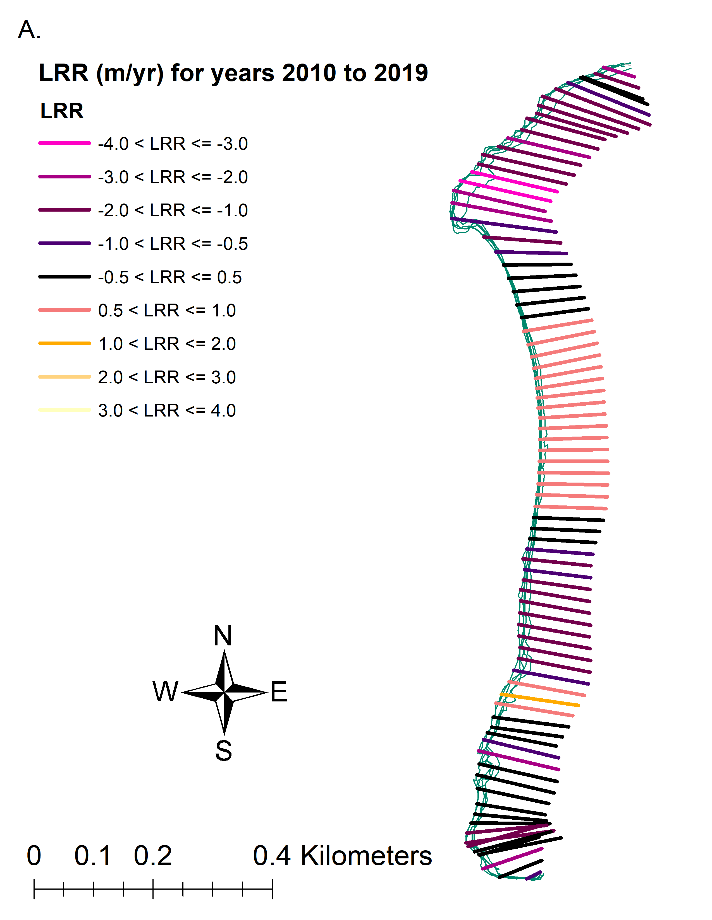 A.
LRR (m/yr) for years 2010 to 2019
LRR
-4.0 < LRR <= -3.0
-3.0 < LRR <= -2.0
-2.0 < LRR <= -1.0
-1.0 < LRR <= -0.5
-0.5 < LRR <= 0.5
0.5 < LRR <= 1.0
1.0 < LRR <= 2.0
2.0 < LRR <= 3.0
3.0 < LRR <= 4.0
N
W E
S
0 0.1 0.2 0.4 Kilometers